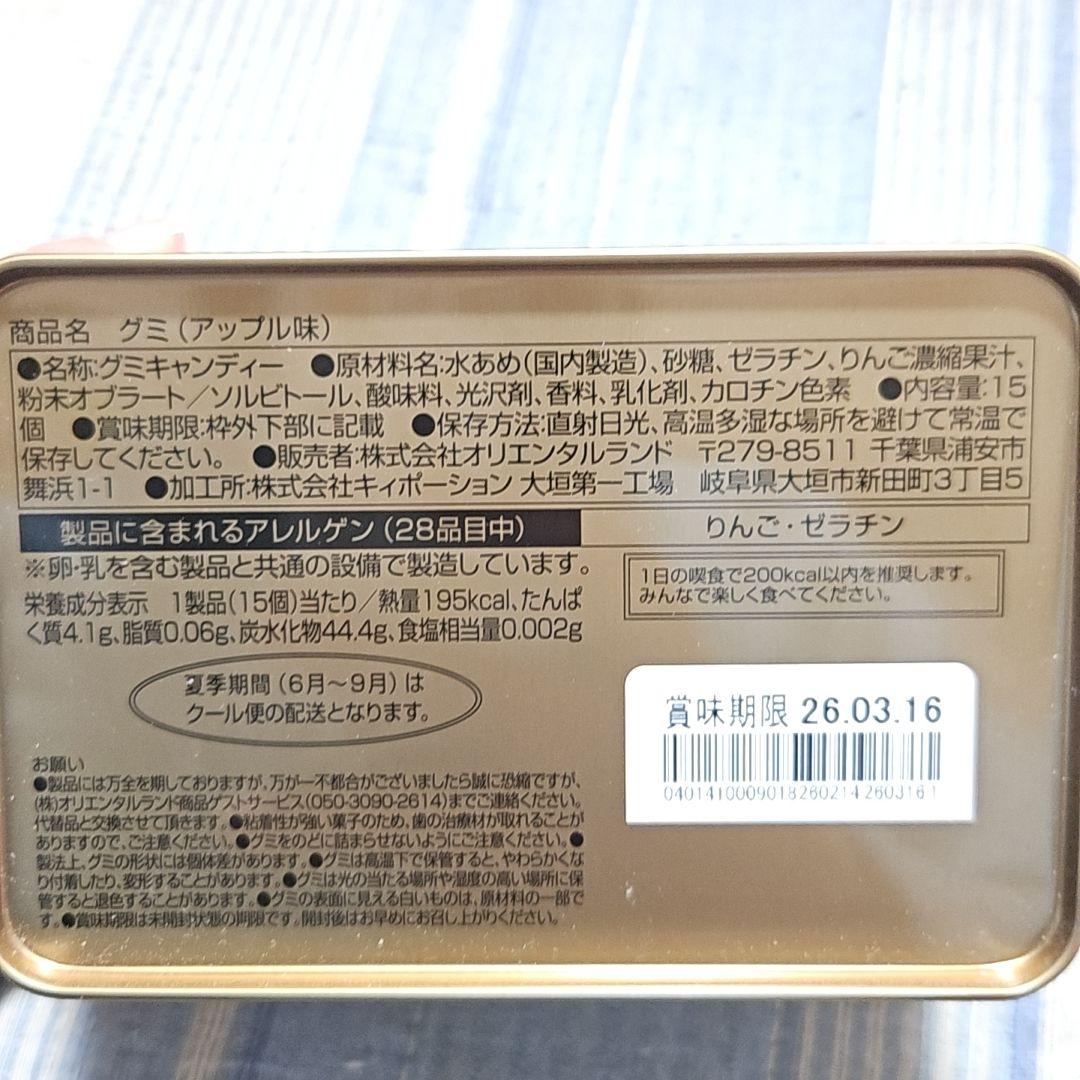 商品名 グミ(アップル味)
●名称:グミキャンディー ●原材料名:水あめ(国内製造)、砂糖、ゼラチン、りんご濃縮果汁、
粉末オブラート/ソルビトール、酸味料、光沢剤、香料、乳化剤、カロチン色素 ●内容量:15
個 ●賞味期限:枠外下部に記載 ●保存方法:直射日光、高温多湿な場所を避けて常温で
保存してください。 ●販売者:株式会社オリエンタルランド 〒279-8511 千葉県浦安市
舞浜1-1 ●加工所:株式会社キィポーション 大垣第一工場 岐阜県大垣市新田町3丁目5
製品に含まれるアレルゲン(28品目中) りんご・ゼラチン
※卵・乳を含む製品と共通の設備で製造しています。
栄養成分表示 1製品(15個)当たり/熱量195kcal、たんぱ
く質4.1g、脂質0.06g、炭水化物44.4g、食塩相当量0.002g
1日の喫食で200kcal以内を推奨します。
みんなで楽しく食べてください。
夏季期間(6月〜9月)は
クール便の配送となります。
賞味期限 26.03.16
0401410009018260214260316 1
お願い
●製品には万全を期しておりますが、万が一不都合がございましたら誠に恐縮ですが、
(株)オリエンタルランド商品ゲストサービス(050-3090-2614)までご連絡ください。
代替品と交換させて頂きます。●粘着性が強い菓子のため、歯の治療材が取れることが
ありますので、ご注意ください。●グミをのどに詰まらせないようにご注意ください。●
製法上、グミの形状には個体差があります。●グミは高温下で保管すると、やわらかくな
り付着したり、変形することがあります。●グミは光の当たる場所や湿度の高い場所に保
管すると退色することがあります。●グミの表面に見える白いものは、原材料の一部で
す。●賞味期限は未開封状態の期限です。開封後はお早めにお召し上がりください。